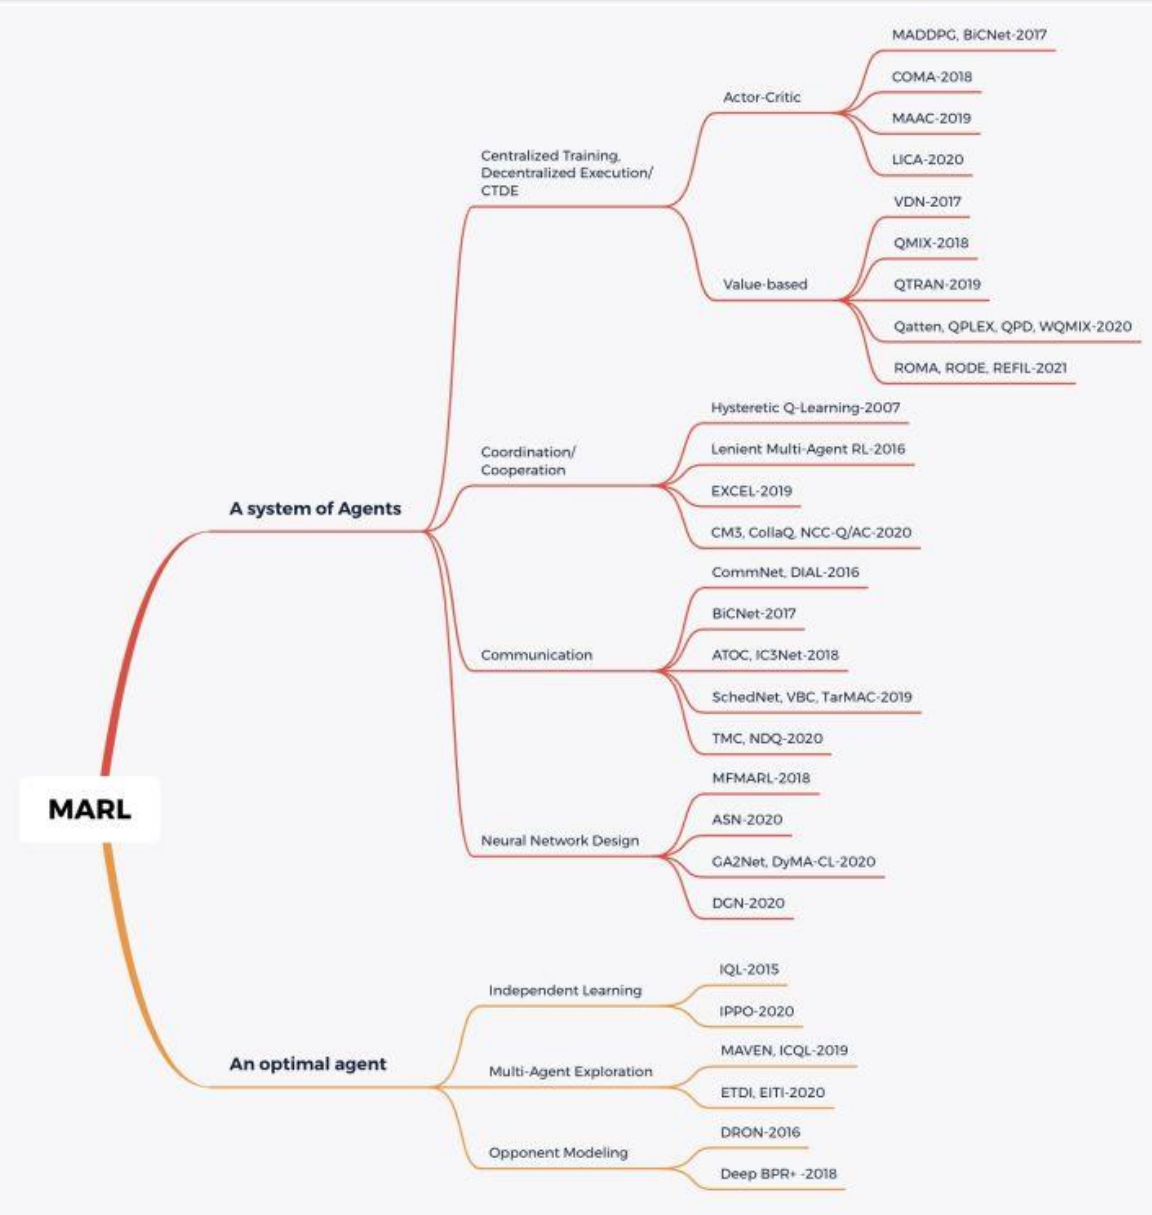 MADDPG, BiCNet-2017
COMA-2018
Actor-Critic
MAAC-2019
LICA-2020
Centralized Training,
Decentralized Execution/
CTDE
VDN-2017
QMIX-2018
Value-based
QTRAN-2019
Qatten, QPLEX, QPD, WQMIX-2020
ROMA, RODE, REFIL-2021
Hysteretic Q-Learning-2007
Coordination/
Cooperation
Lenient Multi-Agent RL-2016
EXCEL-2019
CM3, CollaQ, NCC-Q/AC-2020
A system of Agents
CommNet, DIAL-2016
BiCNet-2017
Communication
ATOC, IC3Net-2018
SchedNet, VBC, TarMAC-2019
TMC, NDQ-2020
MFMARL-2018
MARL
ASN-2020
Neural Network Design
GA2Net, DyMA-CL-2020
DGN-2020
IQL-2015
Independent Learning
IPPO-2020
An optimal agent
MAVEN, ICQL-2019
Multi-Agent Exploration
ETDI, EITI-2020
DRON-2016
Opponent Modeling
Deep BPR+ -2018